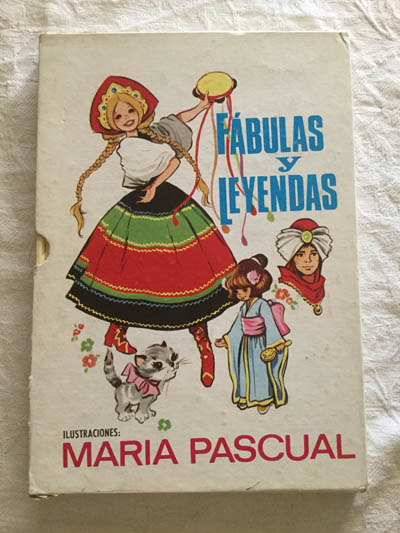 FÁBULAS
y
LEYENDAS
ILUSTRACIONES:
MARIA PASCUAL